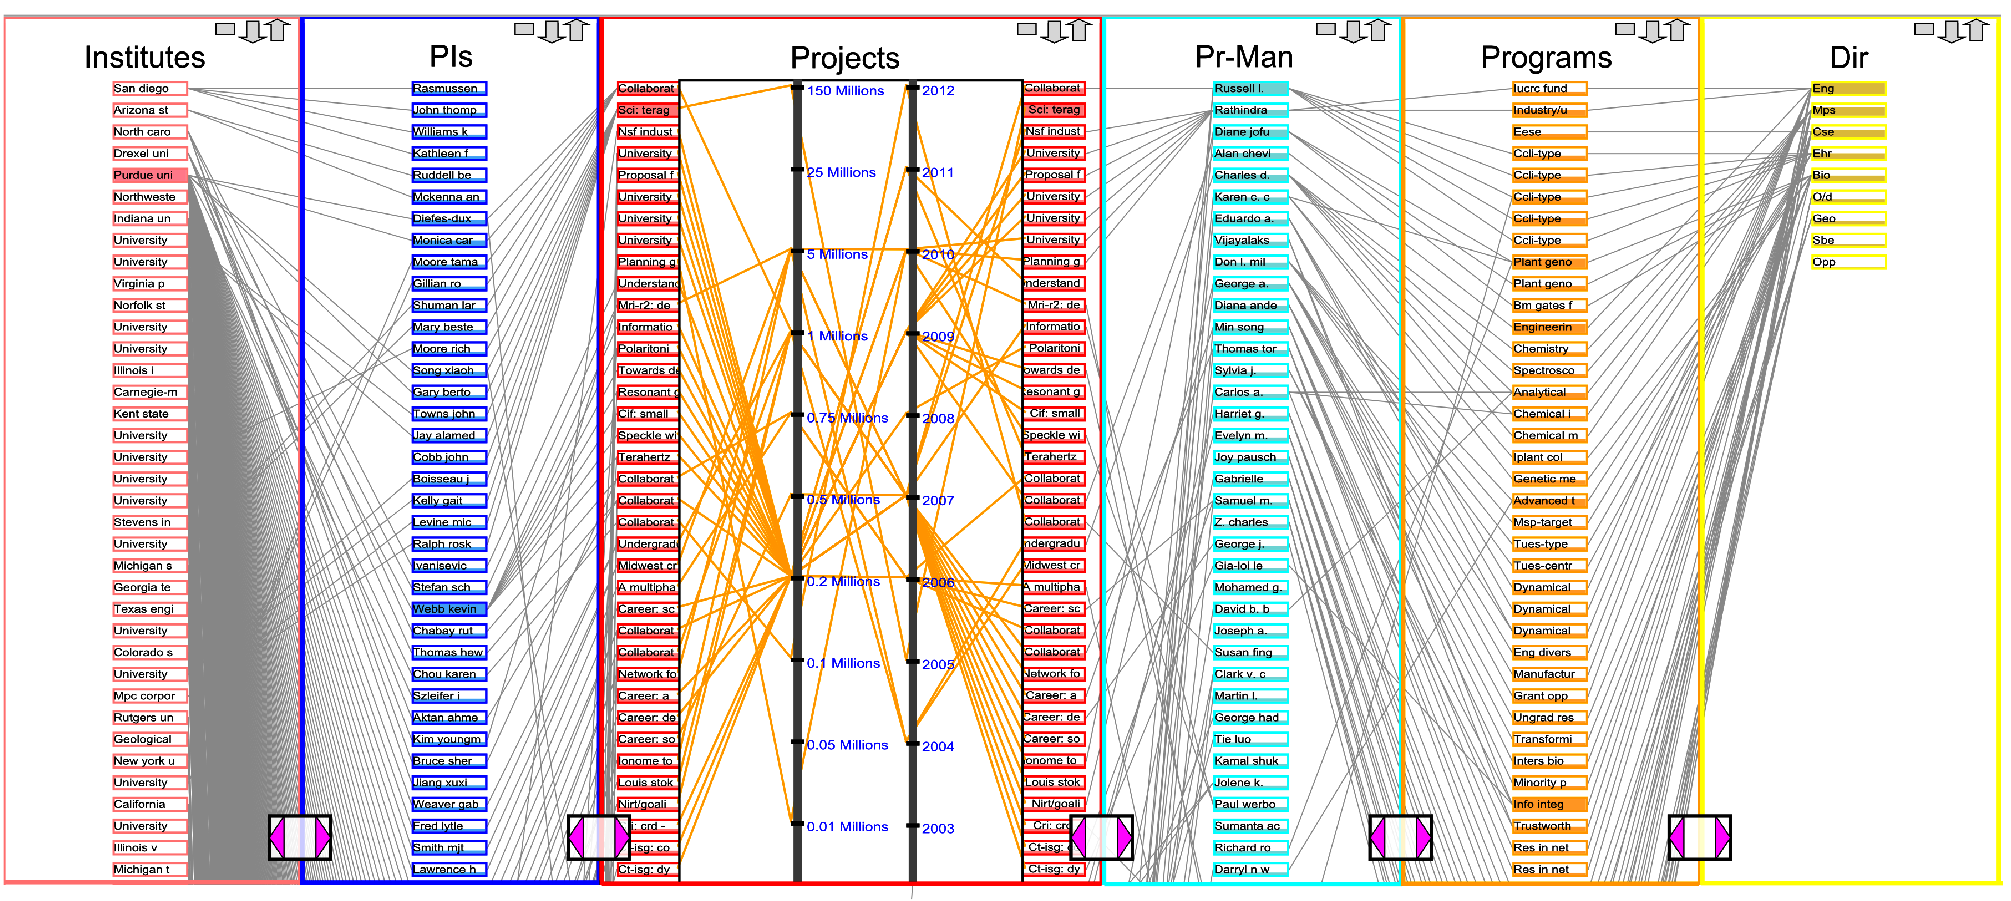 Institutes
San diego
Arizona st
North caro
Drexel uni
Purdue uni
Northweste
Indiana un
University
University
Virginia p
Norfolk st
University
University
Illinois i
Carnegie-m
Kent state
University
University
University
University
Stevens in
University
Michigan s
Georgia te
Texas engi
University
Colorado s
University
Mpc corpor
Rutgers un
Geological
New york u
University
California
University
Illinois v
Michigan t
PIs
Rasmussen
John thomp
Williams k
Kathleen f
Ruddell be
Mckenna an
Diefes-dux
Monica car
Moore tama
Gillian ro
Shuman lar
Mary beste
Moore rich
Song xiaoh
Gary berto
Towns john
Jay alamed
Cobb john
Boisseau j
Kelly gait
Levine mic
Ralph rosk
Ivanisevic
Stefan sch
Webb kevin
Chabay rut
Thomas hew
Chou karen
Szleifer i
Aktan ahme
Kim youngm
Bruce sher
Jiang xuxi
Weaver gab
Fred lytle
Smith mjt
Lawrence h
Projects
Collaborat
Sci: terag
Nsf indust
University
Proposal f
University
University
University
Planning g
Understand
Mri-r2: de
Informatio
Polaritoni
Towards de
Resonant g
Cif: small
Speckle wi
Terahertz
Collaborat
Collaborat
Collaborat
Undergradu
Midwest cr
A multipha
Career: sc
Collaborat
Collaborat
Network fo
Career: a
Career: de
Career: so
ionome to
Louis stok
Nirt/goali
i: crd -
-isg: co
Ct-isg: dy
150 Millions
25 Millions
5 Millions
1 Millions
0.75 Millions
0.5 Millions
0.2 Millions
0.1 Millions
0.05 Millions
0.01 Millions
2012
2011
2010
2009
2008
2007
2006
2005
2004
2003
Collaborat
Sci: terag
Nsf indust
University
Proposal f
University
University
University
Planning g
nderstand
Mri-r2: de
Informatio
Polaritoni
owards de
esonant g
Cif: small
Speckle wi
Terahertz
Collaborat
Collaborat
Collaborat
ndergradu
Midwest cr
A multipha
Career: sc
Collaborat
Collaborat
Network fo
Career: a
Career: de
Career: so
ionome to
Louis stok
Nirt/goali
Cri: crd
Ct-isg:
Ct-isg: dy
Pr-Man
Russell l.
Rathindra
Diane jofu
Alan chevi
Charles d.
Karen c. c
Eduardo a.
Vijayalaks
Don l. mil
George a.
Diana ande
Min song
Thomas tor
Sylvia j.
Carlos a.
Harriet g.
Evelyn m.
Joy pausch
Gabrielle
Samuel m.
Z. charles
George j.
Gia-loi le
Mohamed g.
David b. b
Joseph a.
Susan fing
Clark v. c
Martin l.
George had
Tie luo
Kamal shuk
Jolene k.
Paul werbo
Sumanta ac
Richard ro
Darryl n w
Programs
Iucrc fund
Industry/u
Eese
Ccli-type
Ccli-type
Ccli-type
Ccli-type
Ccli-type
Plant geno
Plant geno
Bm gates f
Engineerin
Chemistry
Spectrosco
Analytical
Chemical i
Chemical m
Iplant col
Genetic me
Advanced t
Msp-target
Tues-type
Tues-centr
Dynamical
Dynamical
Dynamical
Eng divers
Manufactur
Grant opp
Ungrad res
Transformi
Inters bio
Minority p
Info integ
Trustworth
Res in net
Res in net
Dir
Eng
Mps
Cse
Ehr
Bio
O/d
Geo
Sbe
Opp